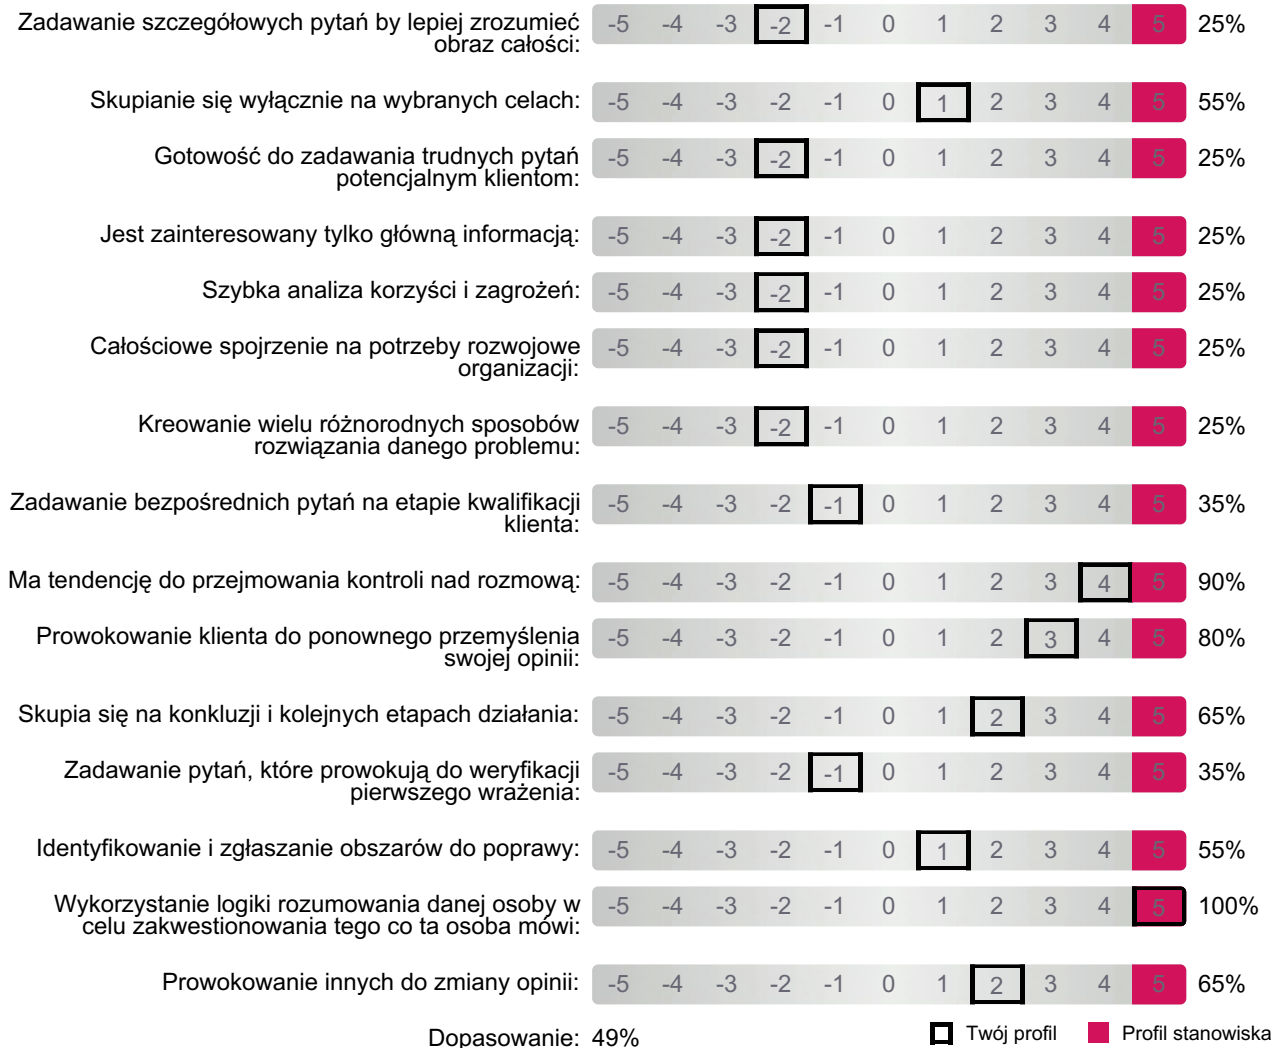 Zadawanie szczegółowych pytań by lepiej zrozumieć
obraz całości:
-5 -4 -3 -2 -1 0 1 2 3 4 5 25%
Skupianie się wyłącznie na wybranych celach:
-5 -4 -3 -2 -1 0 1 2 3 4 5 55%
Gotowość do zadawania trudnych pytań
potencjalnym klientom:
-5 -4 -3 -2 -1 0 1 2 3 4 5 25%
Jest zainteresowany tylko główną informacją:
-5 -4 -3 -2 -1 0 1 2 3 4 5 25%
Szybka analiza korzyści i zagrożeń:
-5 -4 -3 -2 -1 0 1 2 3 4 5 25%
Całościowe spojrzenie na potrzeby rozwojowe
organizacji:
-5 -4 -3 -2 -1 0 1 2 3 4 5 25%
Kreowanie wielu różnorodnych sposobów
rozwiązania danego problemu:
-5 -4 -3 -2 -1 0 1 2 3 4 5 25%
Zadawanie bezpośrednich pytań na etapie kwalifikacji
klienta:
-5 -4 -3 -2 -1 0 1 2 3 4 5 35%
Ma tendencję do przejmowania kontroli nad rozmową:
-5 -4 -3 -2 -1 0 1 2 3 4 5 90%
Prowokowanie klienta do ponownego przemyślenia
swojej opinii:
-5 -4 -3 -2 -1 0 1 2 3 4 5 80%
Skupia się na konkluzji i kolejnych etapach działania:
-5 -4 -3 -2 -1 0 1 2 3 4 5 65%
Zadawanie pytań, które prowokują do weryfikacji
pierwszego wrażenia:
-5 -4 -3 -2 -1 0 1 2 3 4 5 35%
Identyfikowanie i zgłaszanie obszarów do poprawy:
-5 -4 -3 -2 -1 0 1 2 3 4 5 55%
Wykorzystanie logiki rozumowania danej osoby w
celu zakwestionowania tego co ta osoba mówi:
-5 -4 -3 -2 -1 0 1 2 3 4 5 100%
Prowokowanie innych do zmiany opinii:
-5 -4 -3 -2 -1 0 1 2 3 4 5 65%
Dopasowanie: 49%
Twój profil Profil stanowiska